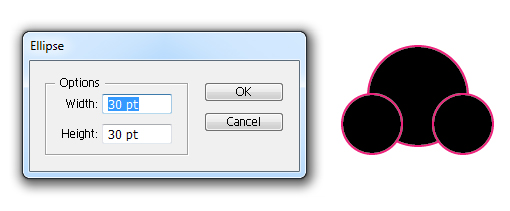 Ellipse
Options
Width: 30 pt
Height: 30 pt
OK
Cancel